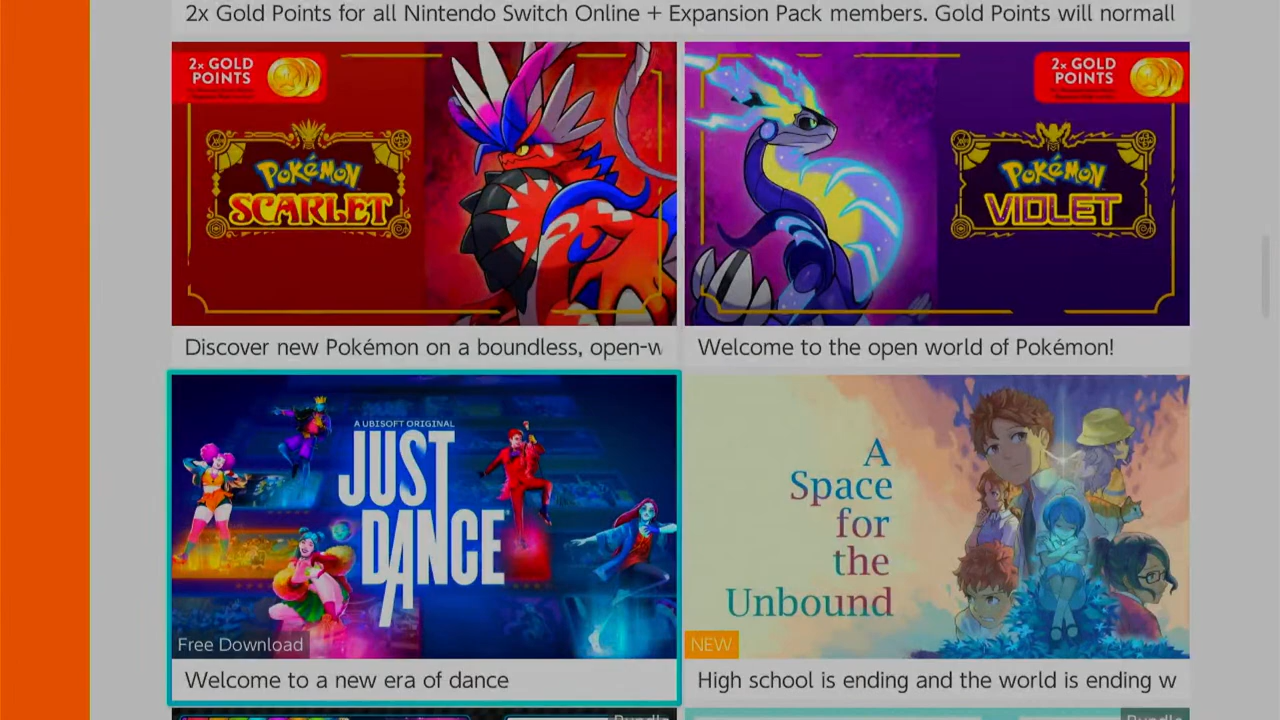 2x Gold Points for all Nintendo Switch Online + Expansion Pack members. Gold Points will normall
2x GOLD
POINTS
POKéMON
SCARLET
2x GOLD
POINTS
POKéMON
VIOLET
Discover new Pokémon on a boundless, open-w
Welcome to the open world of Pokémon!
A UBISOFT ORIGINAL
JUST
DANCE
Free Download
A
Space
for
the
Unbound
NEW
Welcome to a new era of dance
High school is ending and the world is ending w
Bundle
Bundle